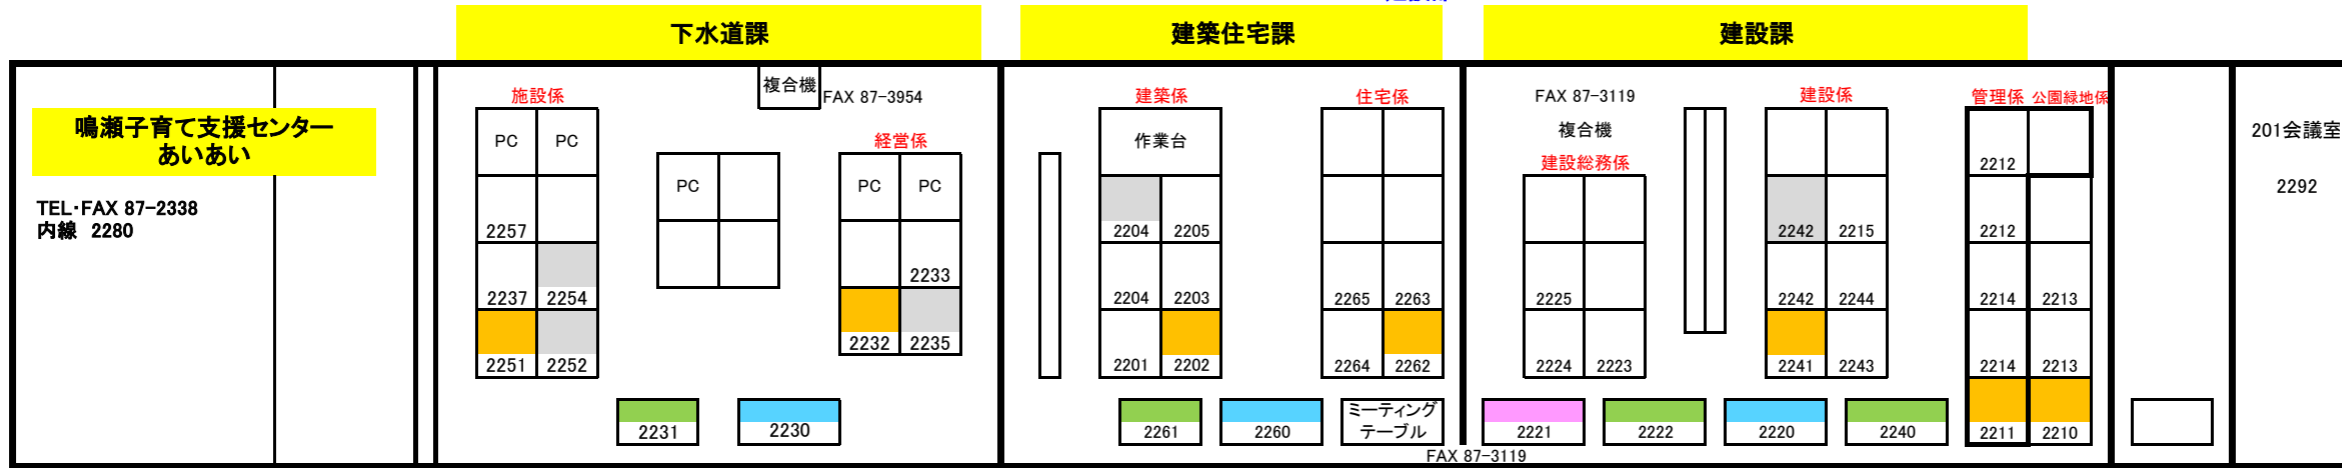 下水道課
建築住宅課
建設課
鳴瀬子育て支援センター
あいあい
TEL・FAX 87-2338
内線 2280
複合機
FAX 87-3954
施設係
PC PC
2257
2237 2254
2251 2252
PC
経営係
PC PC
2233
2232 2235
2231
2230
建築係
作業台
2204 2205
2204 2203
2201 2202
住宅係
2265 2263
2264 2262
2261
2260
ミーティング
テーブル
FAX 87-3119
複合機
建設総務係
2225
2224 2223
建設係
2242 2215
2242 2244
2241 2243
管理係 公園緑地係
2212
2212
2214 2213
2214 2213
2211 2210
2221
2222
2220
2240
FAX 87-3119
201会議室
2292